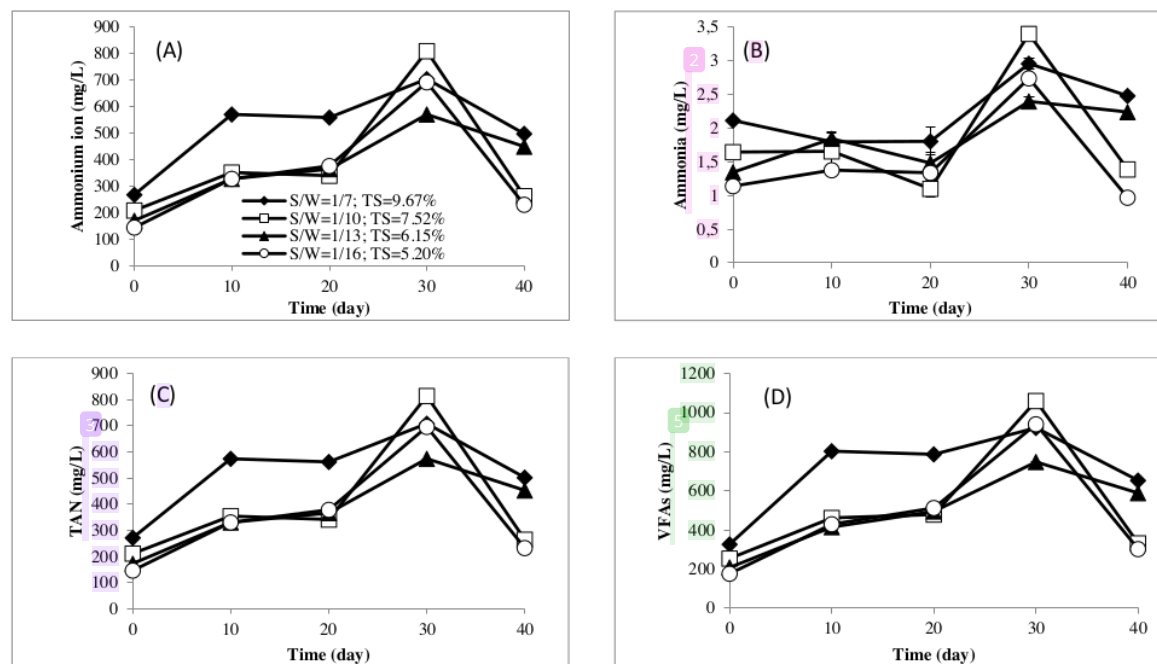 (A)
Ammonium ion (mg/L)
900
800
700
600
500
400
300
200
100
0
S/W=1/7; TS=9.67%
S/W=1/10; TS=7.52%
S/W=1/13; TS=6.15%
S/W=1/16; TS=5.20%
0 10 20 30 40
Time (day)
(B)
2
Ammonia (mg/L)
3,5
3
2,5
2
1,5
1
0,5
0
0 10 20 30 40
Time (day)
(C)
3
TAN (mg/L)
900
800
700
600
500
400
300
200
100
0
0 10 20 30 40
Time (day)
(D)
5
VFAs (mg/L)
1200
1000
800
600
400
200
0
0 10 20 30 40
Time (day)